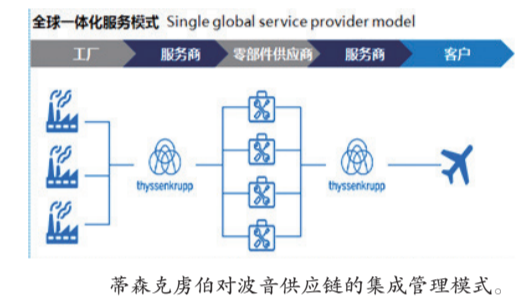 全球一体化服务模式 Single global service provider model
工厂 服务商 零部件供应商 服务商 客户
thyssenkrupp thyssenkrupp
蒂森克虏伯对波音供应链的集成管理模式。